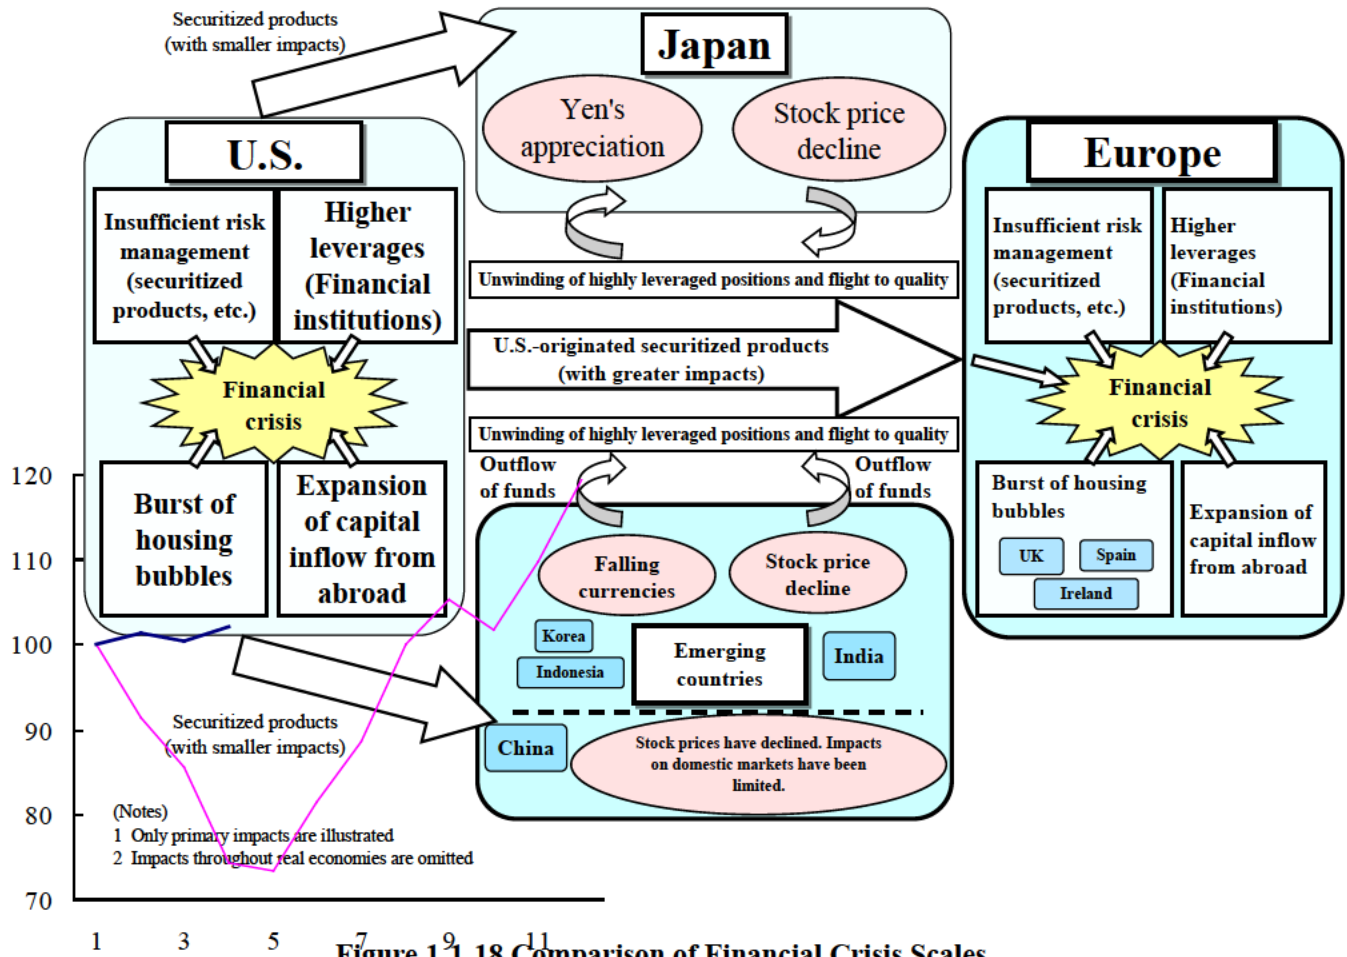 Securitized products
(with smaller impacts)
Japan
Yen's
appreciation
Stock price
decline
U.S.
Insufficient risk
management
(securitized
products, etc.)
Higher
leverages
(Financial
institutions)
Financial
crisis
Burst of
housing
bubbles
Expansion
of capital
inflow from
abroad
Unwinding of highly leveraged positions and flight to quality
U.S.-originated securitized products
(with greater impacts)
Unwinding of highly leveraged positions and flight to quality
Outflow
of funds
Outflow
of funds
Europe
Insufficient risk
management
(securitized
products, etc.)
Higher
leverages
(Financial
institutions)
Financial
crisis
Burst of housing
bubbles
UK
Spain
Ireland
Expansion of
capital inflow
from abroad
Falling
currencies
Stock price
decline
Korea
Indonesia
Emerging
countries
India
China
Stock prices have declined. Impacts
on domestic markets have been
limited.
Securitized products
(with smaller impacts)
(Notes)
1 Only primary impacts are illustrated
2 Impacts throughout real economies are omitted
120
110
100
90
80
70
1 3 5 7 9 11
Figure 1.1.18 Comparison of Financial Crisis Scales